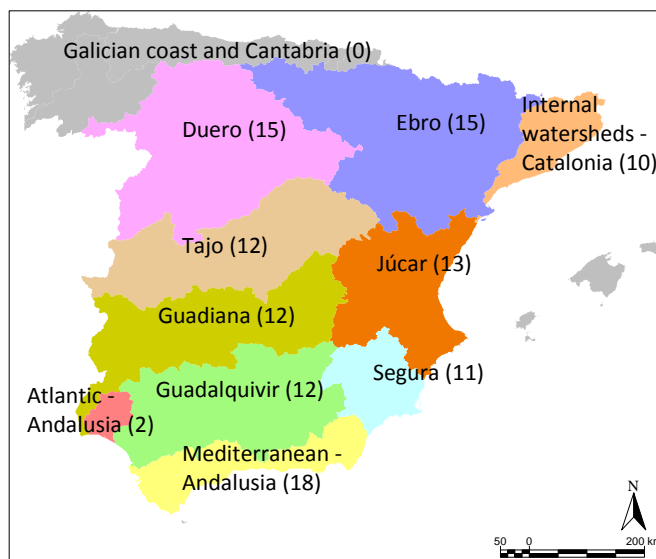 Galician coast and Cantabria (0)
Duero (15)
Ebro (15)
Internal
watersheds -
Catalonia (10)
Tajo (12)
Júcar (13)
Guadiana (12)
Atlantic -
Andalusia (2)
Guadalquivir (12)
Segura (11)
Mediterranean -
Andalusia (18)
N
50 0 200 km